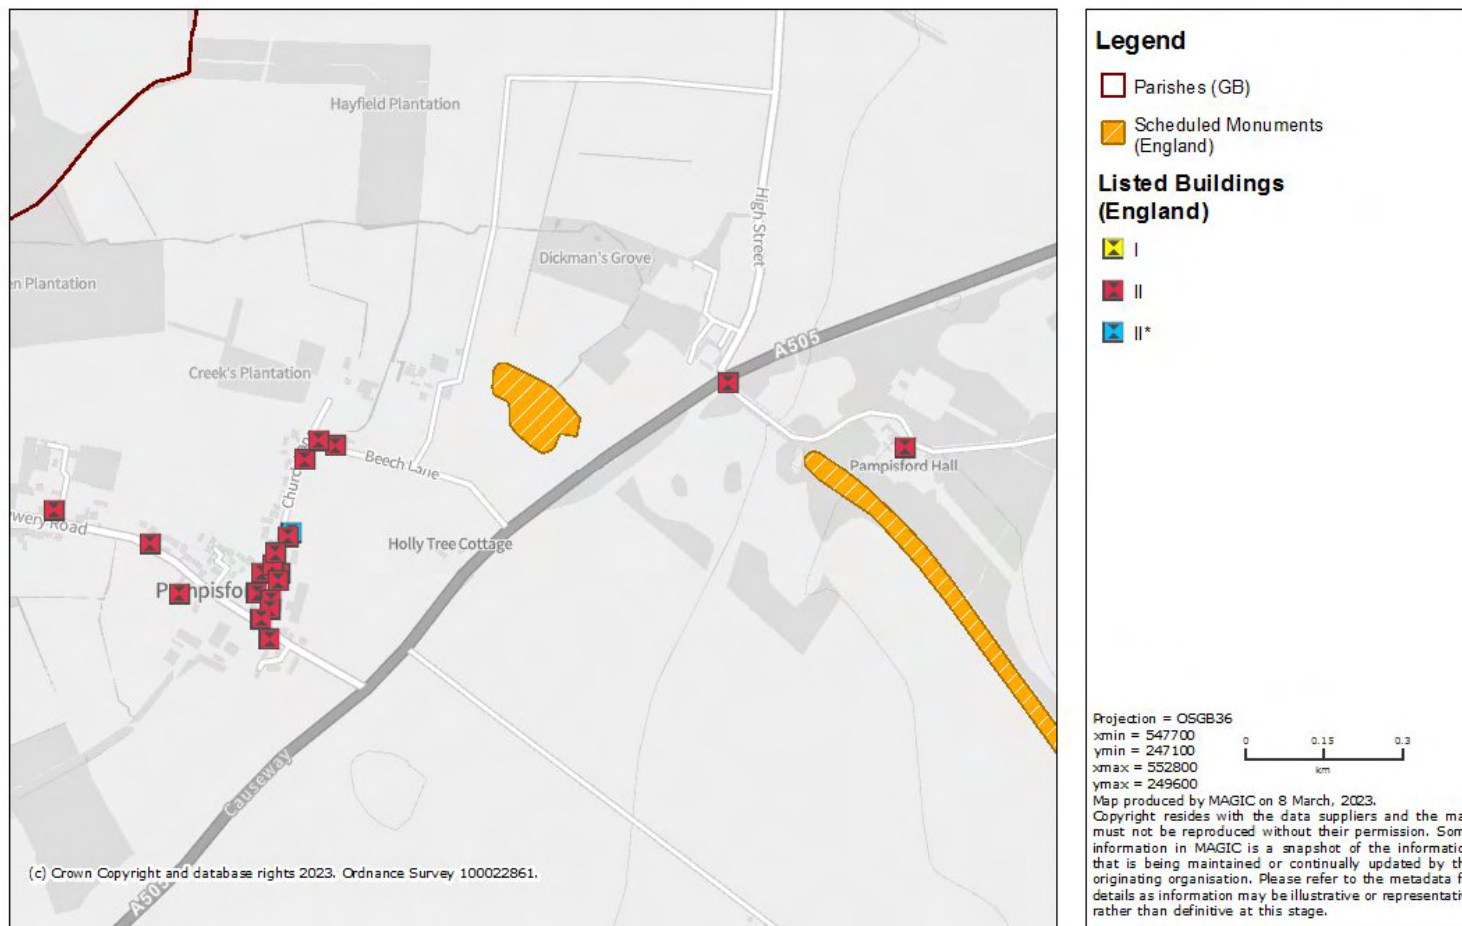 Hayfield Plantation
High Street
Dickman's Grove
en Plantation
A505
Creek's Plantation
Beech Lane
Pampisford Hall
wery Road
Holly Tree Cottage
Causeway
(c) Crown Copyright and database rights 2023. Ordnance Survey 100022861.
Legend
Parishes (GB)
Scheduled Monuments
(England)
Listed Buildings
(England)
I
II
II*
Projection = OSGB36
xmin = 547700
ymin = 247100
xmax = 552800
ymax = 249600
0 0.15 0.3
km
Map produced by MAGIC on 8 March, 2023.
Copyright resides with the data suppliers and the ma
must not be reproduced without their permission. Som
information in MAGIC is a snapshot of the informatio
that is being maintained or continually updated by th
originating organisation. Please refer to the metadata f
details as information may be illustrative or representativ
rather than definitive at this stage.